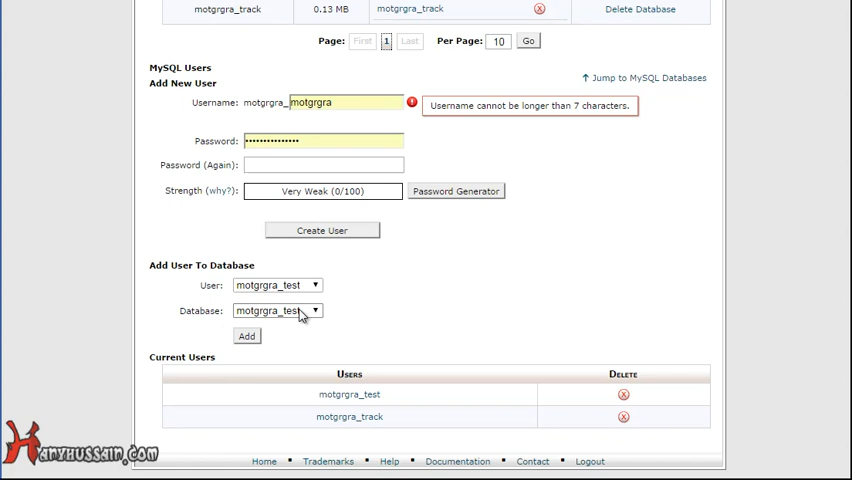 motgrgra_track 0.13 MB motgrgra_track Delete Database
Page: First 1 Last Per Page: 10 Go
MySQL Users
Jump to MySQL Databases
Add New User
Username: motgrgra_ motgrgra Username cannot be longer than 7 characters.
Password: •••••••••••••••
Password (Again):
Strength (why?): Very Weak (0/100) Password Generator
Create User
Add User To Database
User: motgrgra_test
Database: motgrgra_test
Add
Current Users
Users Delete
motgrgra_test
motgrgra_track
HANYHUSSAIN.COM
Home Trademarks Help Documentation Contact Logout